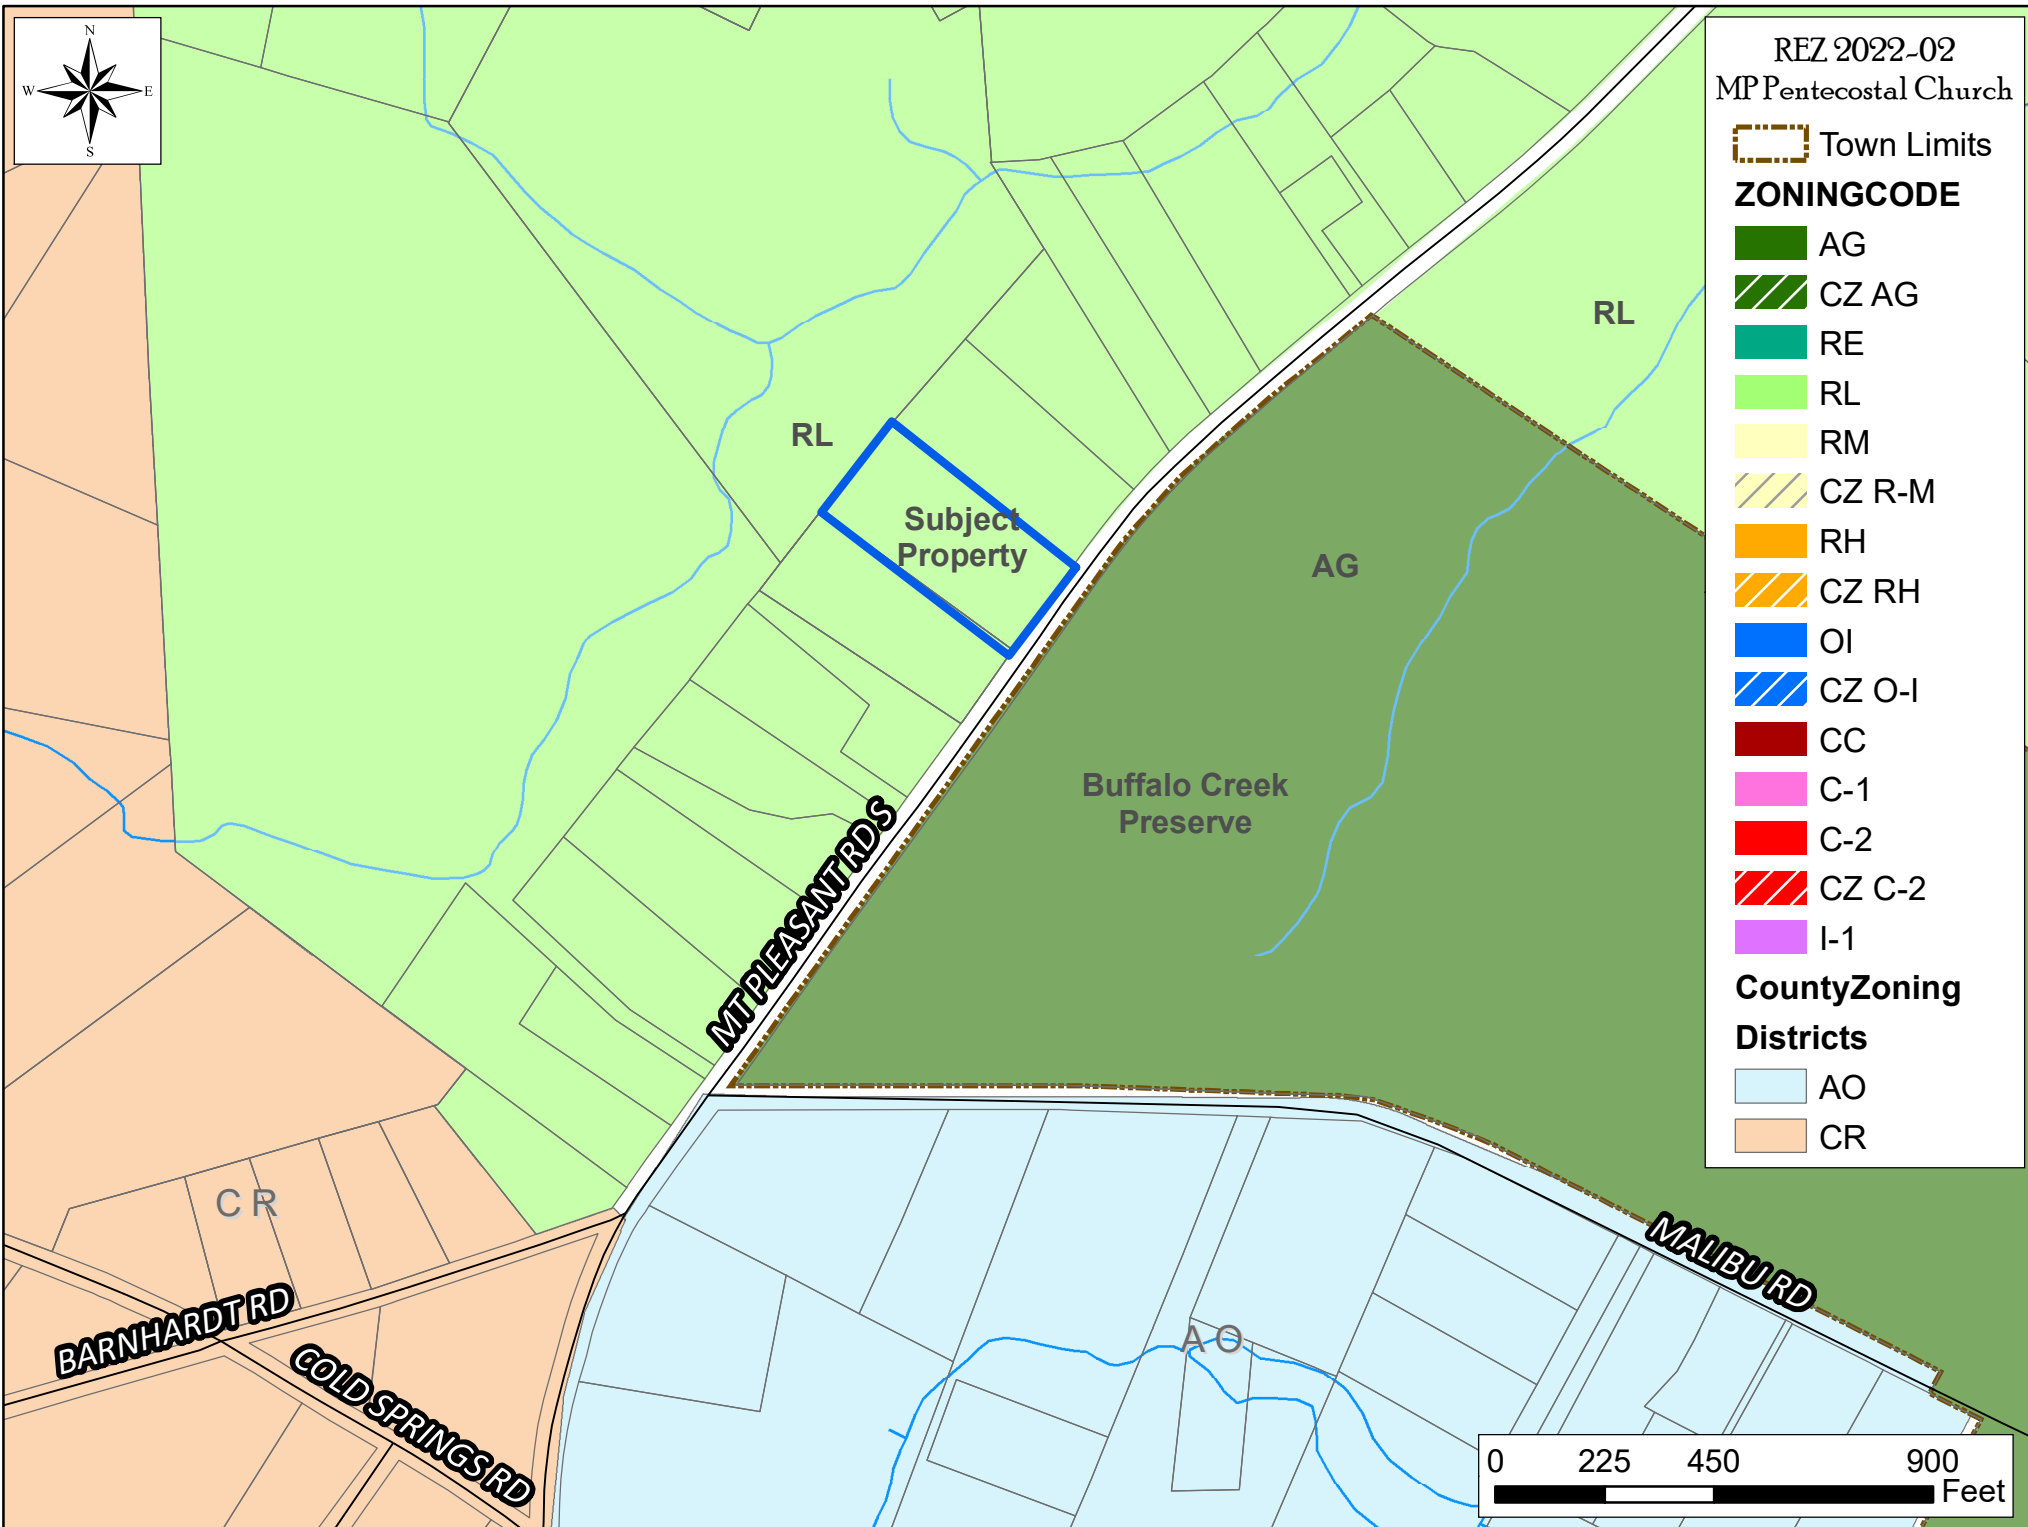 N
W E
S
REZ 2022-02
MP Pentecostal Church
Town Limits
ZONINGCODE
AG
CZ AG
RE
RL
RM
CZ R-M
RH
CZ RH
OI
CZ O-I
CC
C-1
C-2
CZ C-2
I-1
CountyZoning
Districts
AO
CR
RL
RL
Subject
Property
AG
Buffalo Creek
Preserve
MT PLEASANT RD S
CR
BARNHARDT RD
COLD SPRINGS RD
MALIBU RD
AO
0 225 450 900
Feet